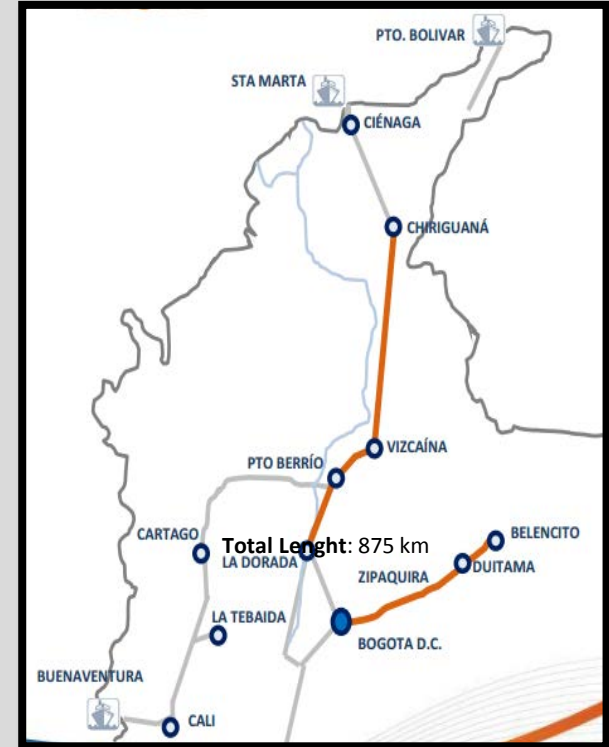 PTO. BOLIVAR
STA MARTA
CIÉNAGA
CHIRIGUANÁ
VIZCAÍNA
PTO BERRÍO
BELENCITO
CARTAGO
Total Lenght: 875 km
LA DORADA
DUITAMA
ZIPAQUIRA
LA TEBAIDA
BOGOTA D.C.
BUENAVENTURA
CALI